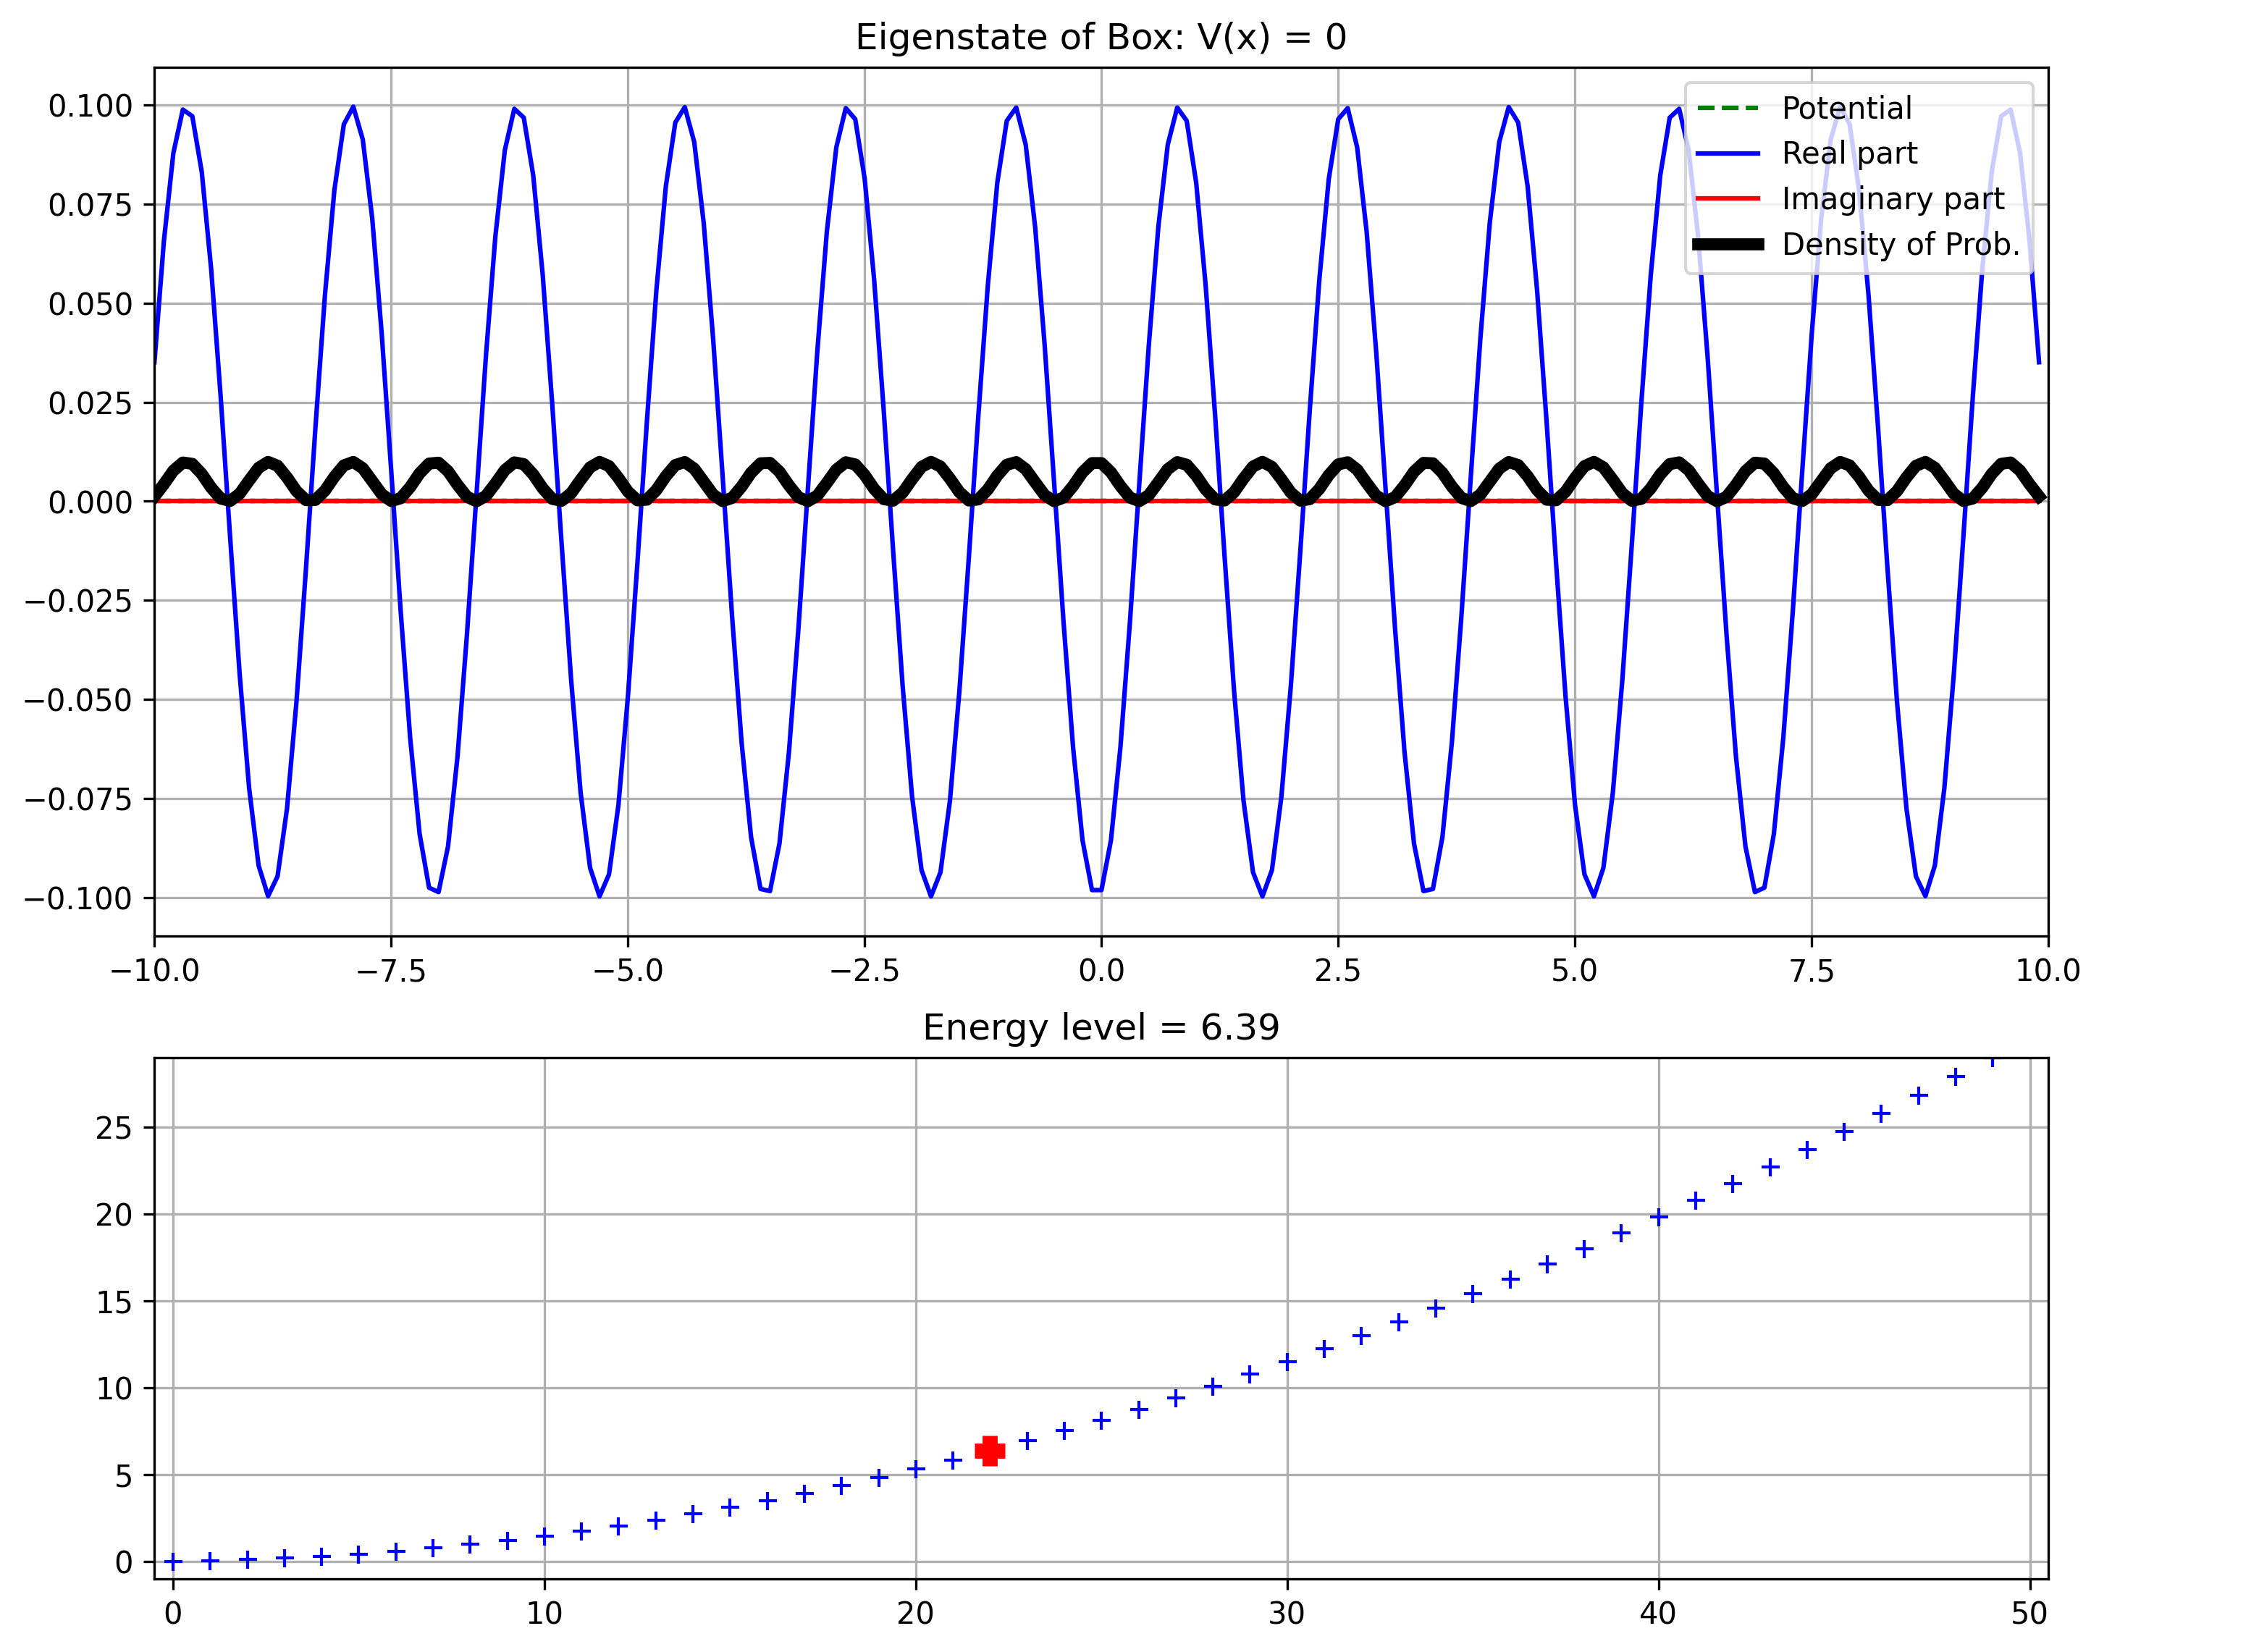 Eigenstate of Box: V(x) = 0
0.100
0.075
0.050
0.025
0.000
−0.025
−0.050
−0.075
−0.100
Potential
Real part
Imaginary part
Density of Prob.
−10.0 −7.5 −5.0 −2.5 0.0 2.5 5.0 7.5 10.0
Energy level = 6.39
25
20
15
10
5
0
0 10 20 30 40 50